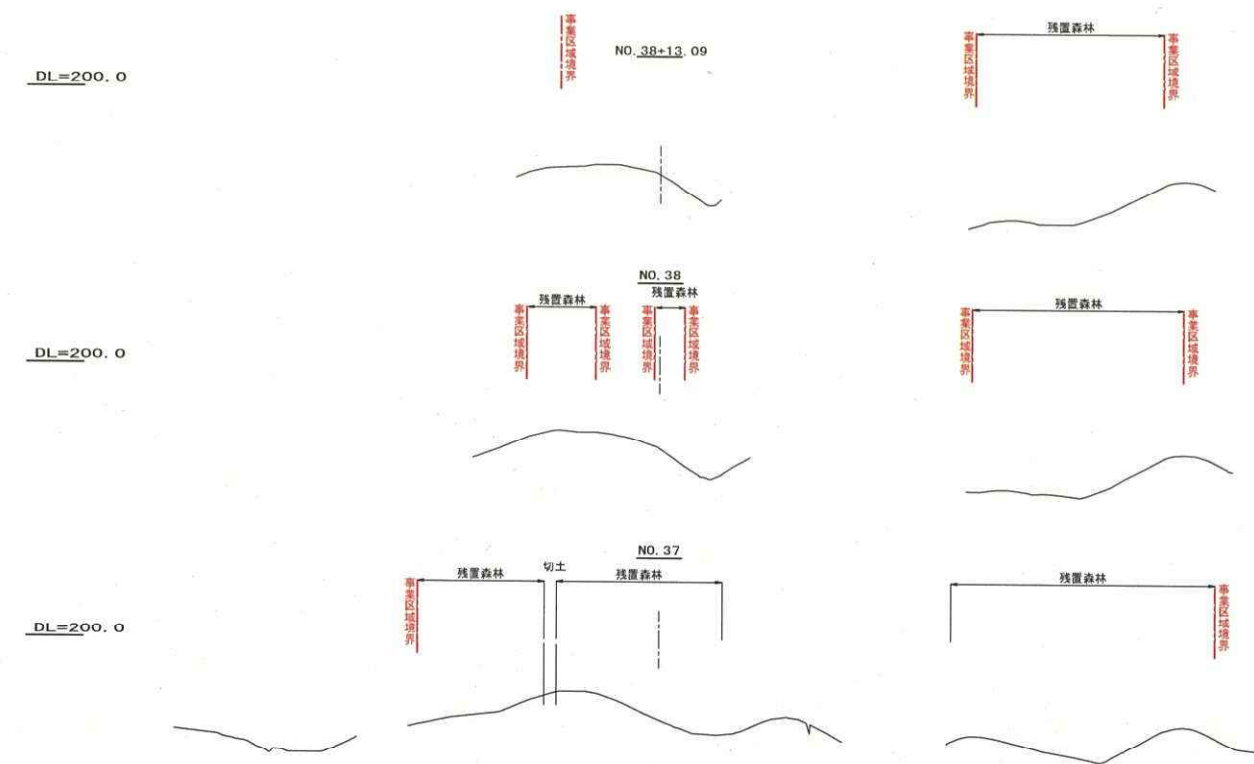 事業区域境界
NO. 38+13. 09
残置森林
事業区域境界
事業区域境界
DL=200. 0
NO. 38
残置森林
残置森林
残置森林
事業区域境界
事業区域境界
事業区域境界
事業区域境界
事業区域境界
事業区域境界
DL=200. 0
NO. 37
残置森林
切土
残置森林
残置森林
事業区域境界
事業区域境界
DL=200. 0